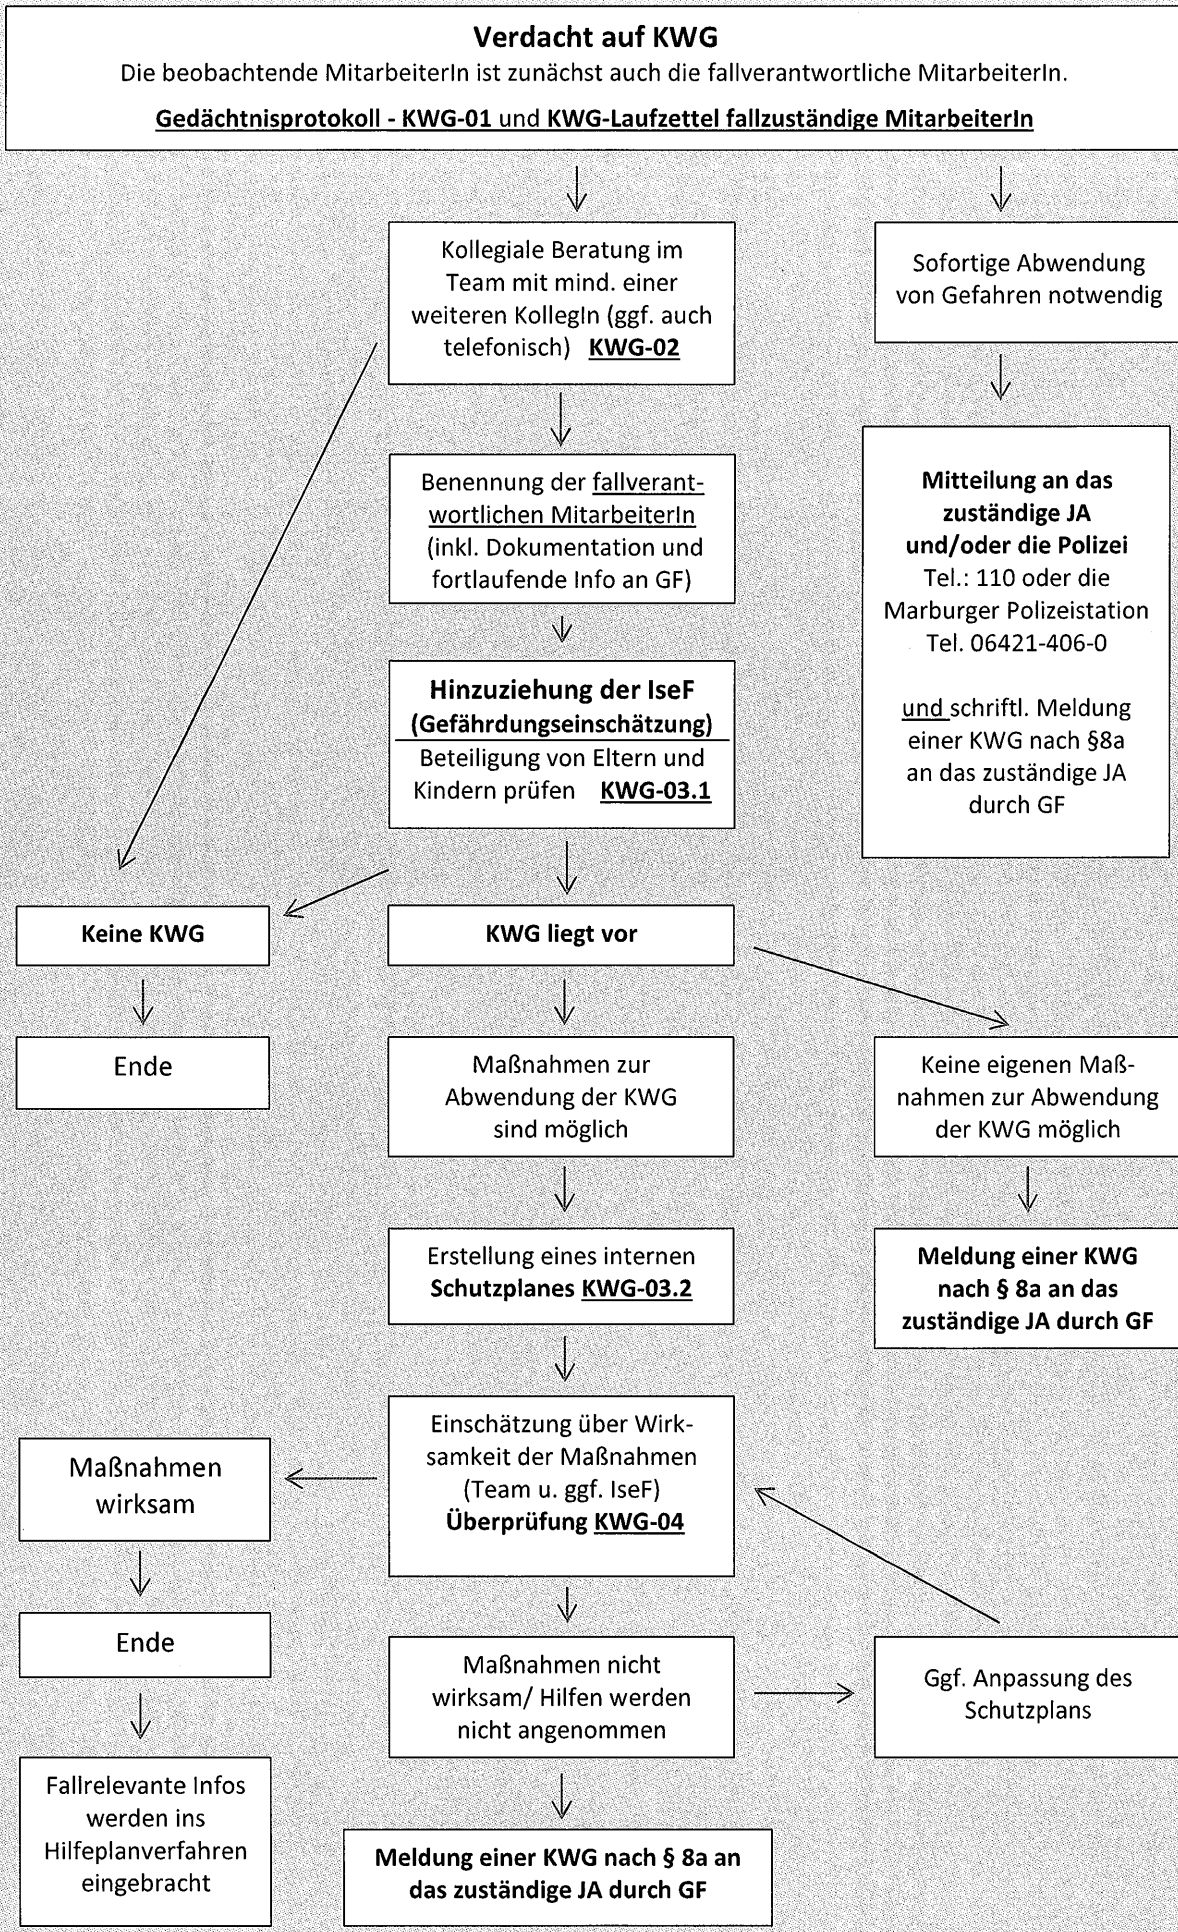 Verdacht auf KWG
Die beobachtende MitarbeiterIn ist zunächst auch die fallverantwortliche MitarbeiterIn.
Gedächtnisprotokoll - KWG-01 und KWG-Laufzettel fallzuständige MitarbeiterIn
Kollegiale Beratung im
Team mit mind. einer
weiteren KollegIn (ggf. auch
telefonisch) KWG-02
Sofortige Abwendung
von Gefahren notwendig
Benennung der fallverant-
wortlichen MitarbeiterIn
(inkl. Dokumentation und
fortlaufende Info an GF)
Mitteilung an das
zuständige JA
und/oder die Polizei
Tel.: 110 oder die
Marburger Polizeistation
Tel. 06421-406-0
und schriftl. Meldung
einer KWG nach §8a
an das zuständige JA
durch GF
Hinzuziehung der IseF
(Gefährdungseinschätzung)
Beteiligung von Eltern und
Kindern prüfen KWG-03.1
Keine KWG
KWG liegt vor
Ende
Maßnahmen zur
Abwendung der KWG
sind möglich
Keine eigenen Maß-
nahmen zur Abwendung
der KWG möglich
Erstellung eines internen
Schutzplanes KWG-03.2
Meldung einer KWG
nach § 8a an das
zuständige JA durch GF
Einschätzung über Wirk-
samkeit der Maßnahmen
(Team u. ggf. IseF)
Überprüfung KWG-04
Maßnahmen
wirksam
Ende
Maßnahmen nicht
wirksam/ Hilfen werden
nicht angenommen
Ggf. Anpassung des
Schutzplans
Fallrelevante Infos
werden ins
Hilfeplanverfahren
eingebracht
Meldung einer KWG nach § 8a an
das zuständige JA durch GF